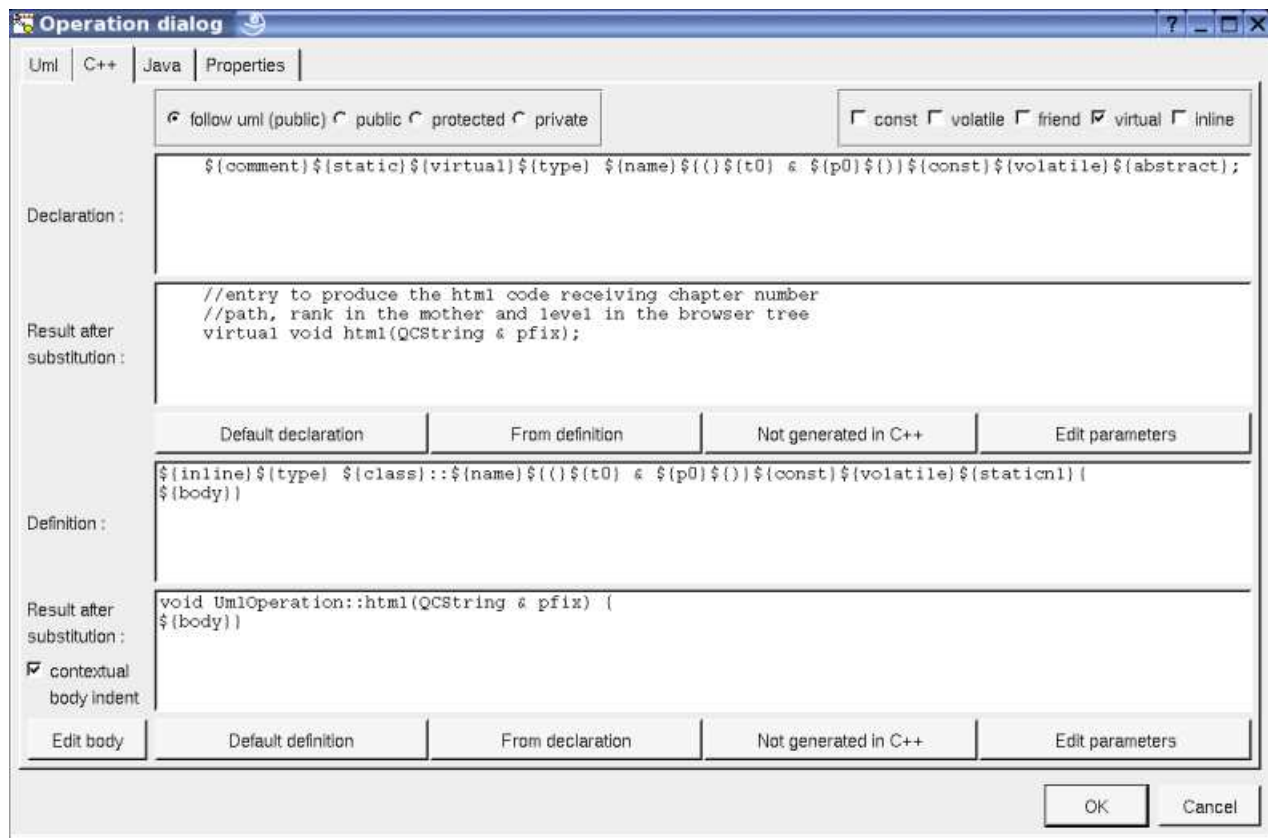 Operation dialog
Uml C++ Java Properties
follow uml (public) public protected private const volatile friend virtual inline
Declaration :
${comment}${static}${virtual}${type} ${name}${(}${t0} & ${p0}${)}${const}${volatile}${abstract};
Result after
substitution :
//entry to produce the html code receiving chapter number
//path, rank in the mother and level in the browser tree
virtual void html(QCString & pfix);
Default declaration From definition Not generated in C++ Edit parameters
Definition :
${inline}${type} ${class}::${name}${(}${t0} & ${p0}${)}${const}${volatile}${staticnl}{
${body}}
Result after
substitution :
void UmlOperation::html(QCString & pfix) {
${body}}
contextual
body indent
Edit body Default definition From declaration Not generated in C++ Edit parameters
OK Cancel